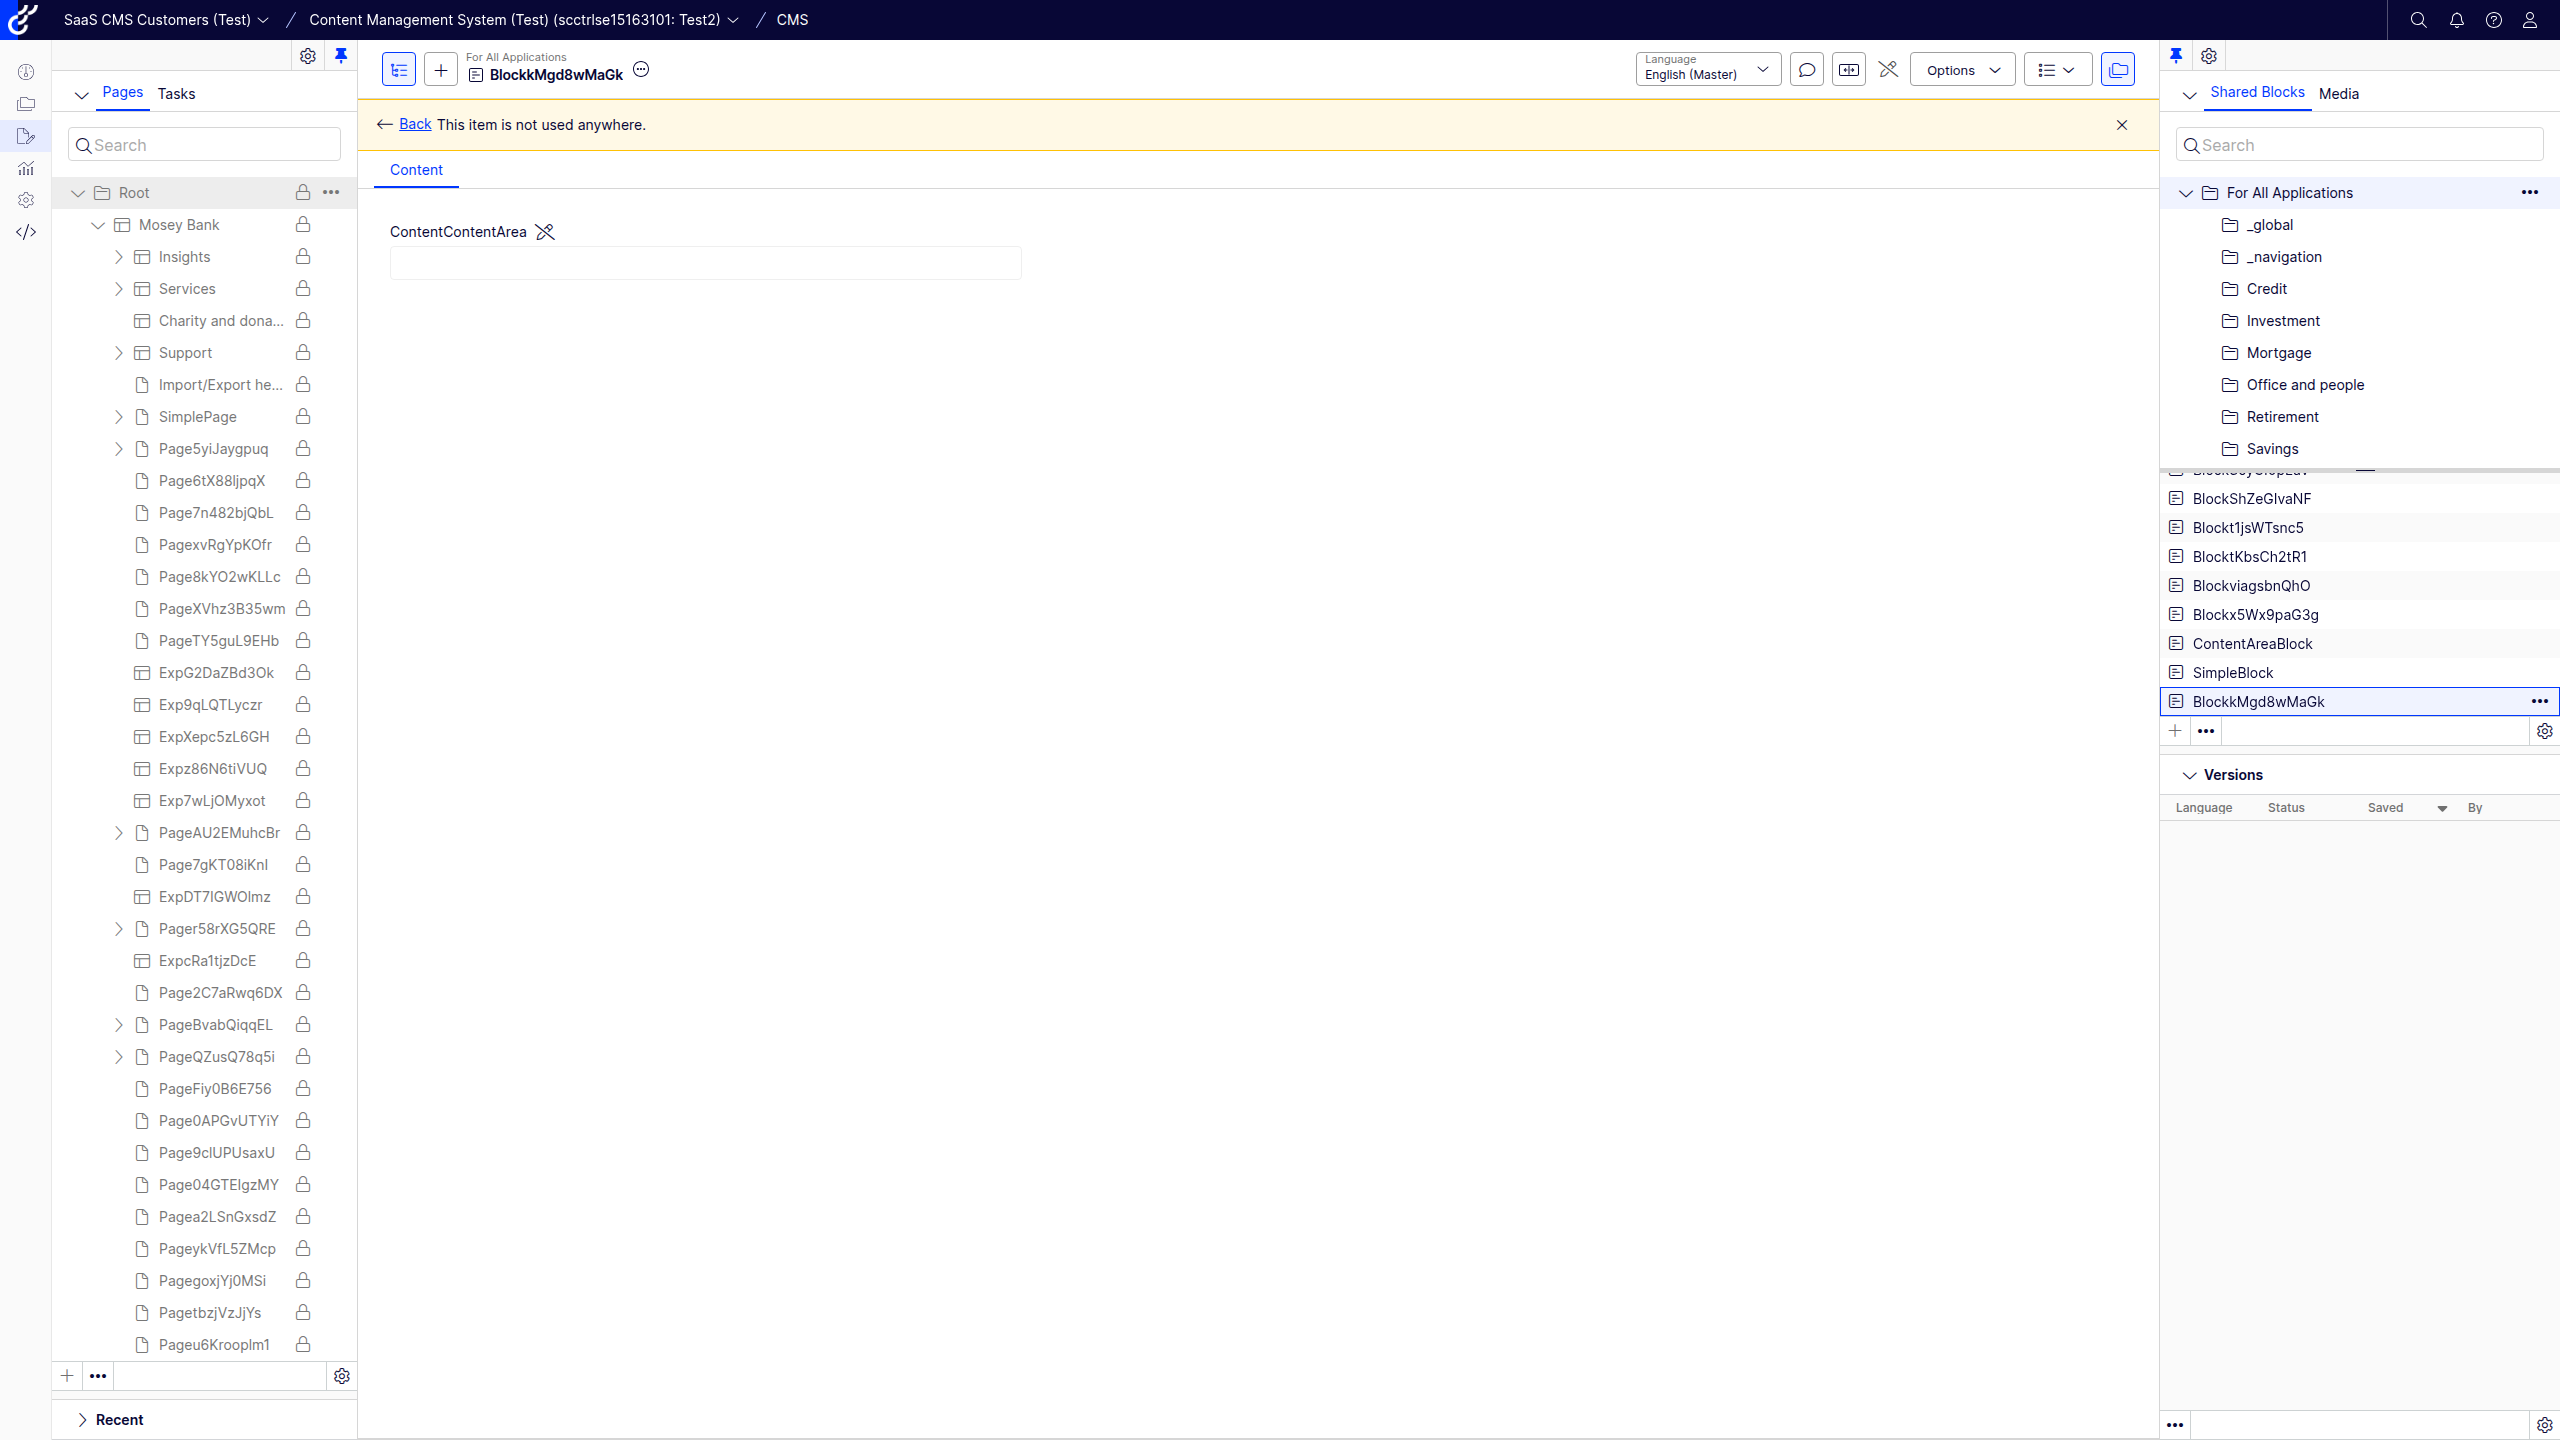 SaaS CMS Customers (Test) / Content Management System (Test) (scctrlse15163101: Test2) / CMS
Pages Tasks
Search
Root
Mosey Bank
Insights
Services
Charity and dona...
Support
Import/Export he...
SimplePage
Page5yiJaygpuq
Page6tX88ljpqX
Page7n482bjQbL
PagexvRgYpKOfr
Page8kYO2wKLLc
PageXVhz3B35wm
PageTY5guL9EHb
ExpG2DaZBd3Ok
Exp9qLQTLyczr
ExpXepc5zL6GH
Expz86N6tiVUQ
Exp7wLjOMyxot
PageAU2EMuhcBr
Page7gKT08iKnI
ExpDT7IGWOlmz
Pager58rXG5QRE
ExpcRa1tjzDcE
Page2C7aRwq6DX
PageBvabQiqqEL
PageQZusQ78q5i
PageFiy0B6E756
Page0APGvUTYiY
Page9clUPUsaxU
Page04GTEIgzMY
Pagea2LSnGxsdZ
PageykVfL5ZMcp
PagegoxjYj0MSi
PagetbzjVzJjYs
Pageu6Krooplm1
Recent
For All Applications
BlockkMgd8wMaGk
Language
English (Master)
Options
Back This item is not used anywhere.
Content
ContentContentArea
Shared Blocks Media
Search
For All Applications
_global
_navigation
Credit
Investment
Mortgage
Office and people
Retirement
Savings
BlockShZeGlvaNF
Blockt1jsWTsnc5
BlocktKbsCh2tR1
BlockviagsbnQhO
Blockx5Wx9paG3g
ContentAreaBlock
SimpleBlock
BlockkMgd8wMaGk
Versions
Language Status Saved By